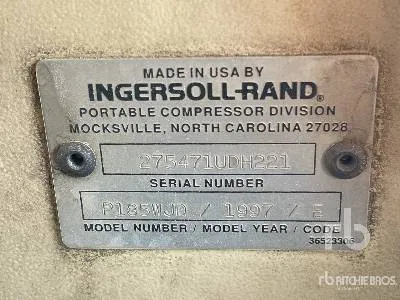 MADE IN USA BY
INGERSOLL-RAND®
PORTABLE COMPRESSOR DIVISION
MOCKSVILLE, NORTH CAROLINA 27028
275471UDH221
SERIAL NUMBER
P185WJD / 1997 / E
MODEL NUMBER / MODEL YEAR / CODE
36523306
rb
RITCHIE BROS.